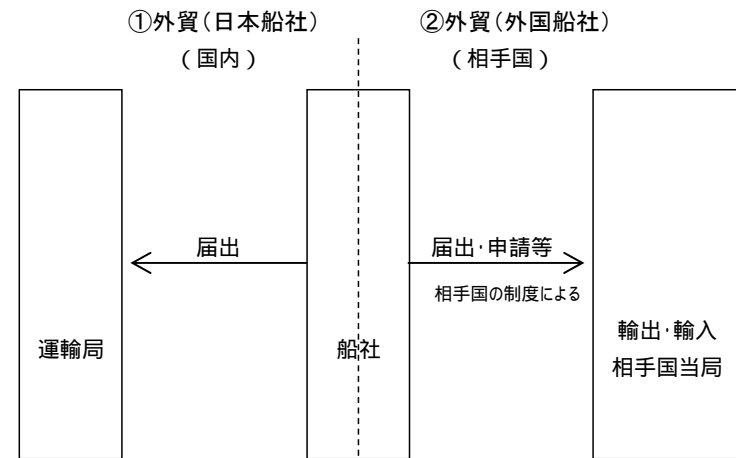 ①外貿(日本船社)
(国内)
②外貿(外国船社)
(相手国)
届出
届出・申請等
相手国の制度による
運輸局
船社
輸出・輸入
相手国当局